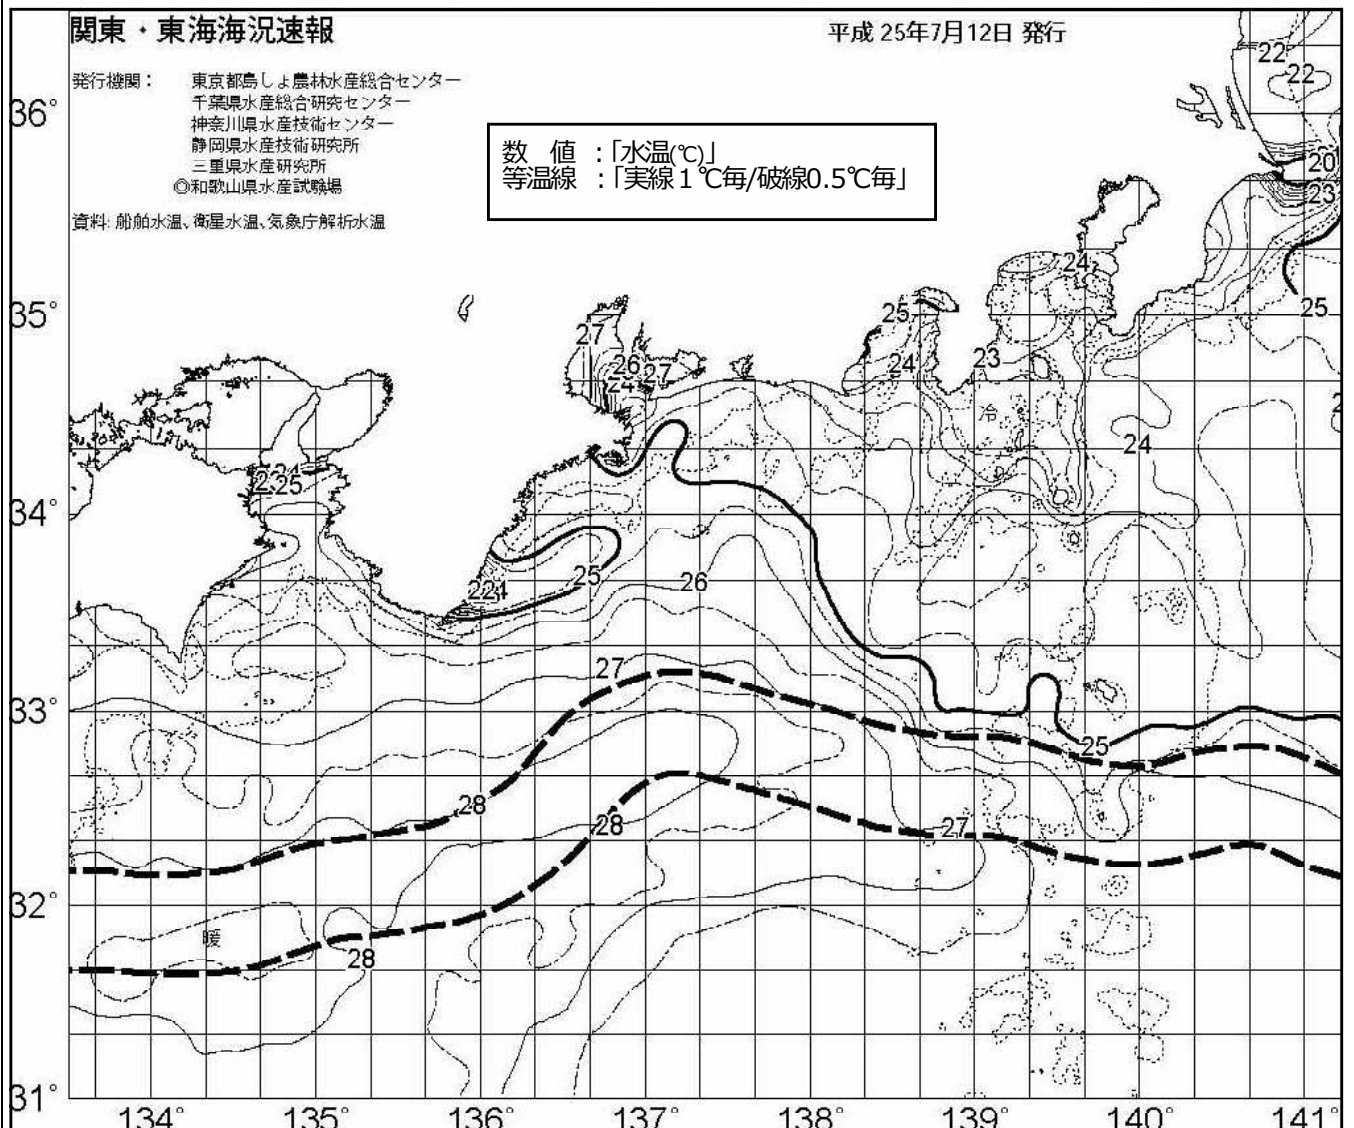 関東・東海海況速報
平成 25年7月12日 発行
発行機関： 東京都島しょ農林水産総合センター
千葉県水産総合研究センター
神奈川県水産技術センター
静岡県水産技術研究所
三重県水産研究所
◎和歌山県水産試験場
資料: 船舶水温、衛星水温、気象庁解析水温
数 値 ：「水温(℃)」
等温線 ：「実線１℃毎/破線0.5℃毎」
22
22
36°
20
23
24
25
35°
25
27
26
24
27
24
23
冷
24
24
25
34°
25
26
224
27
33°
25
28
28
27
32°
暖
28
31°
134° 135° 136° 137° 138° 139° 140° 141°